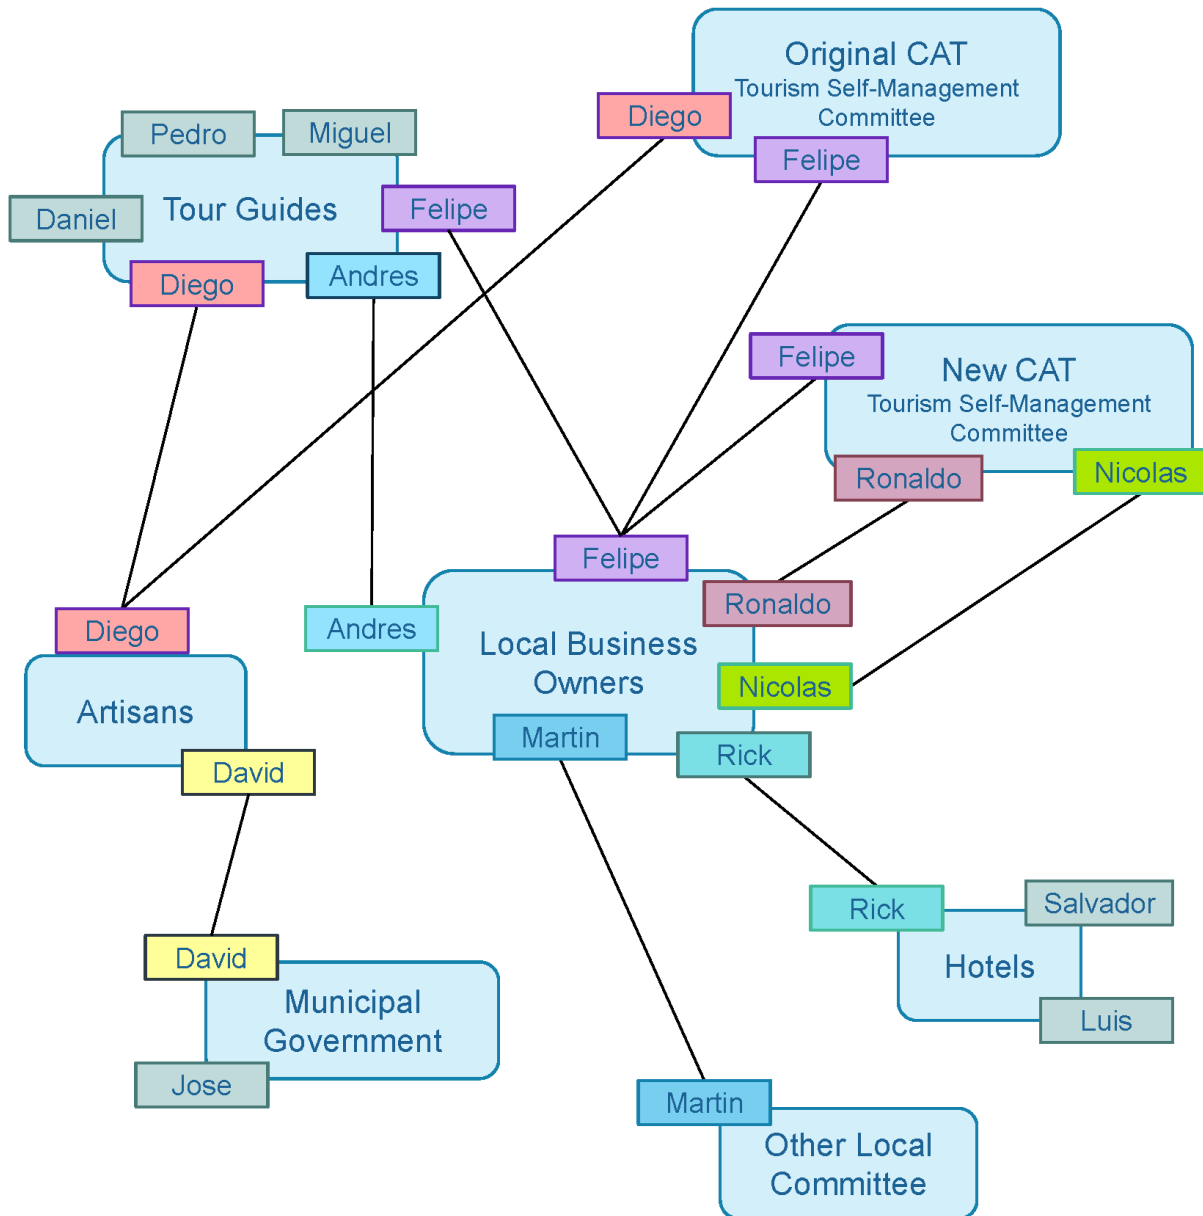 Original CAT
Tourism Self-Management
Committee
Diego
Felipe
Pedro
Miguel
Tour Guides
Daniel
Felipe
Diego
Andres
Felipe
New CAT
Tourism Self-Management
Committee
Ronaldo
Nicolas
Felipe
Ronaldo
Diego
Andres
Local Business
Owners
Nicolas
Artisans
Martin
Rick
David
Rick
Salvador
Hotels
Luis
David
Municipal
Government
Jose
Martin
Other Local
Committee